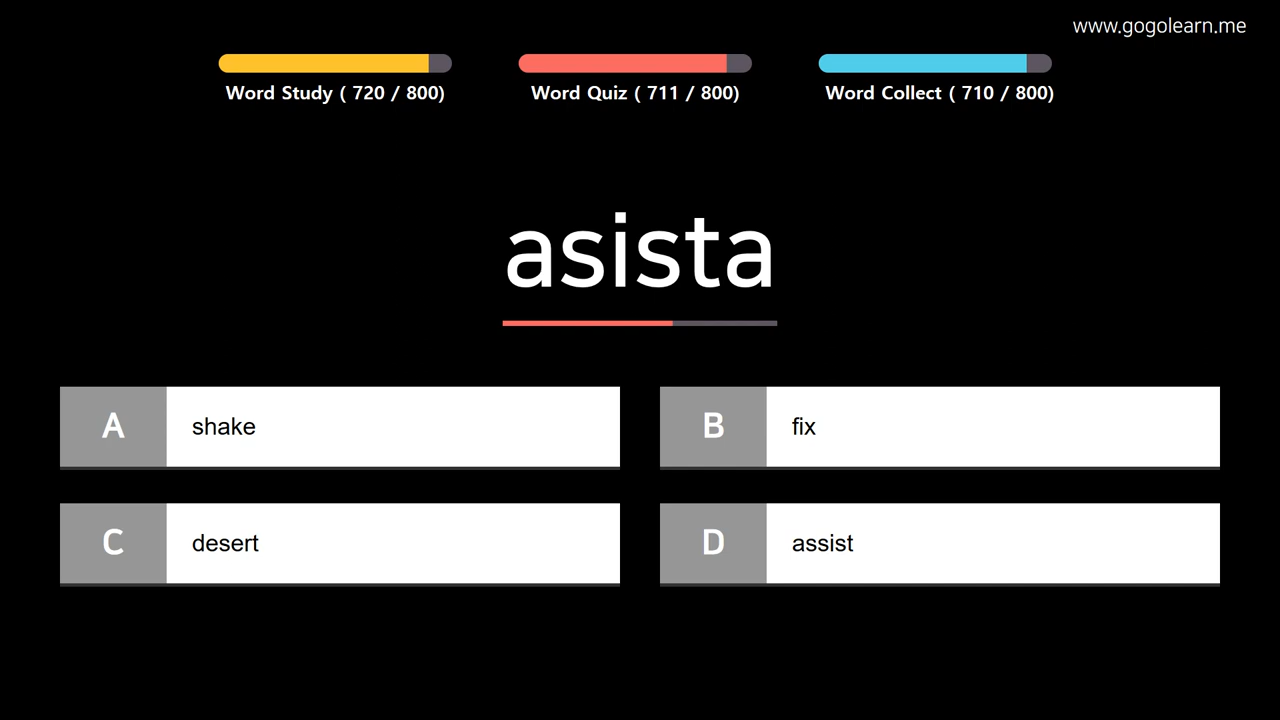 www.gogolearn.me
Word Study ( 720 / 800)
Word Quiz ( 711 / 800)
Word Collect ( 710 / 800)
asista
A shake
B fix
C desert
D assist